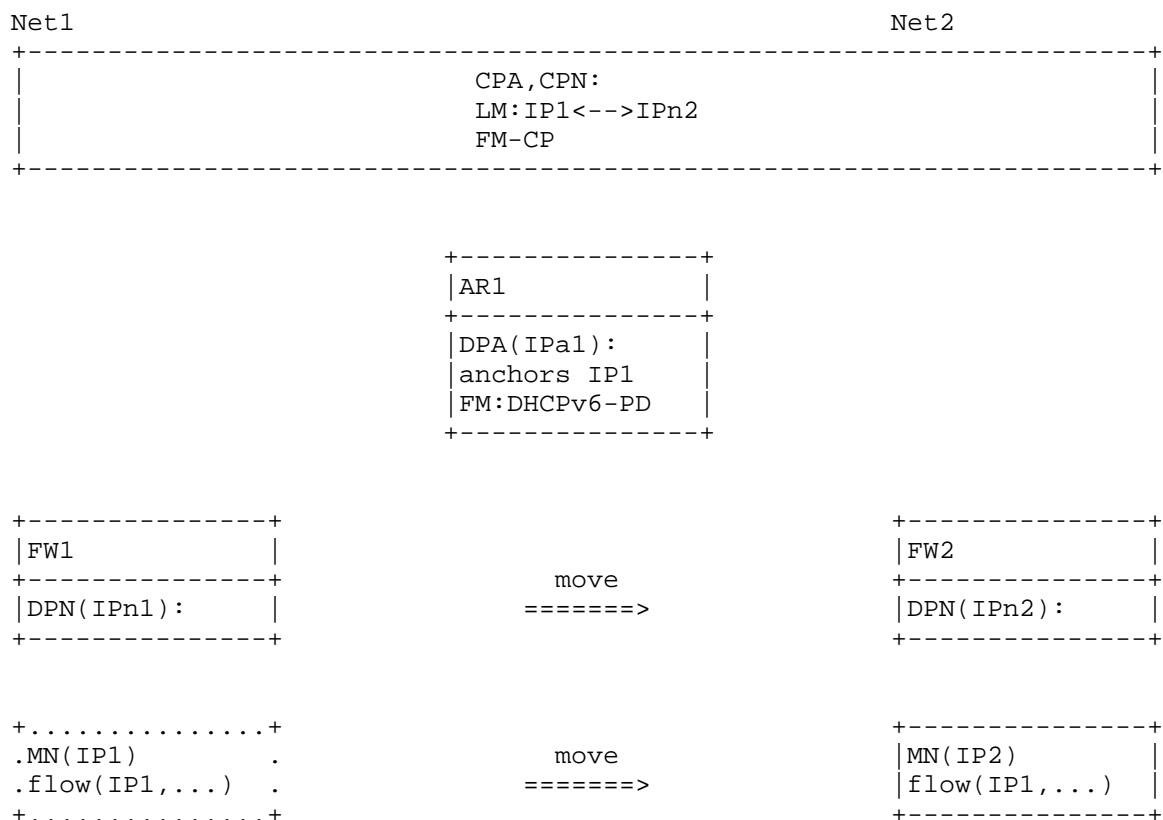 Net1                                                       Net2
+----------------------------------------------------------------------+
|                            CPA,CPN:                                  |
|                            LM:IP1<-->IPn2                            |
|                            FM-CP                                     |
+----------------------------------------------------------------------+
                           +---------------+
                           |AR1            |
                           +---------------+
                           |DPA(IPa1):     |
                           |anchors IP1    |
                           |FM:DHCPv6-PD   |
                           +---------------+
+---------------+                                      +---------------+
|FW1            |                                      |FW2            |
+---------------+                 move                 +---------------+
|DPN(IPn1):     |               =======>               |DPN(IPn2):     |
+---------------+                                      +---------------+
+...............+                                      +---------------+
.MN(IP1)        .                 move                 |MN(IP2)        |
.flow(IP1,...)  .               =======>               |flow(IP1,...)  |
+...............+                                      +---------------+